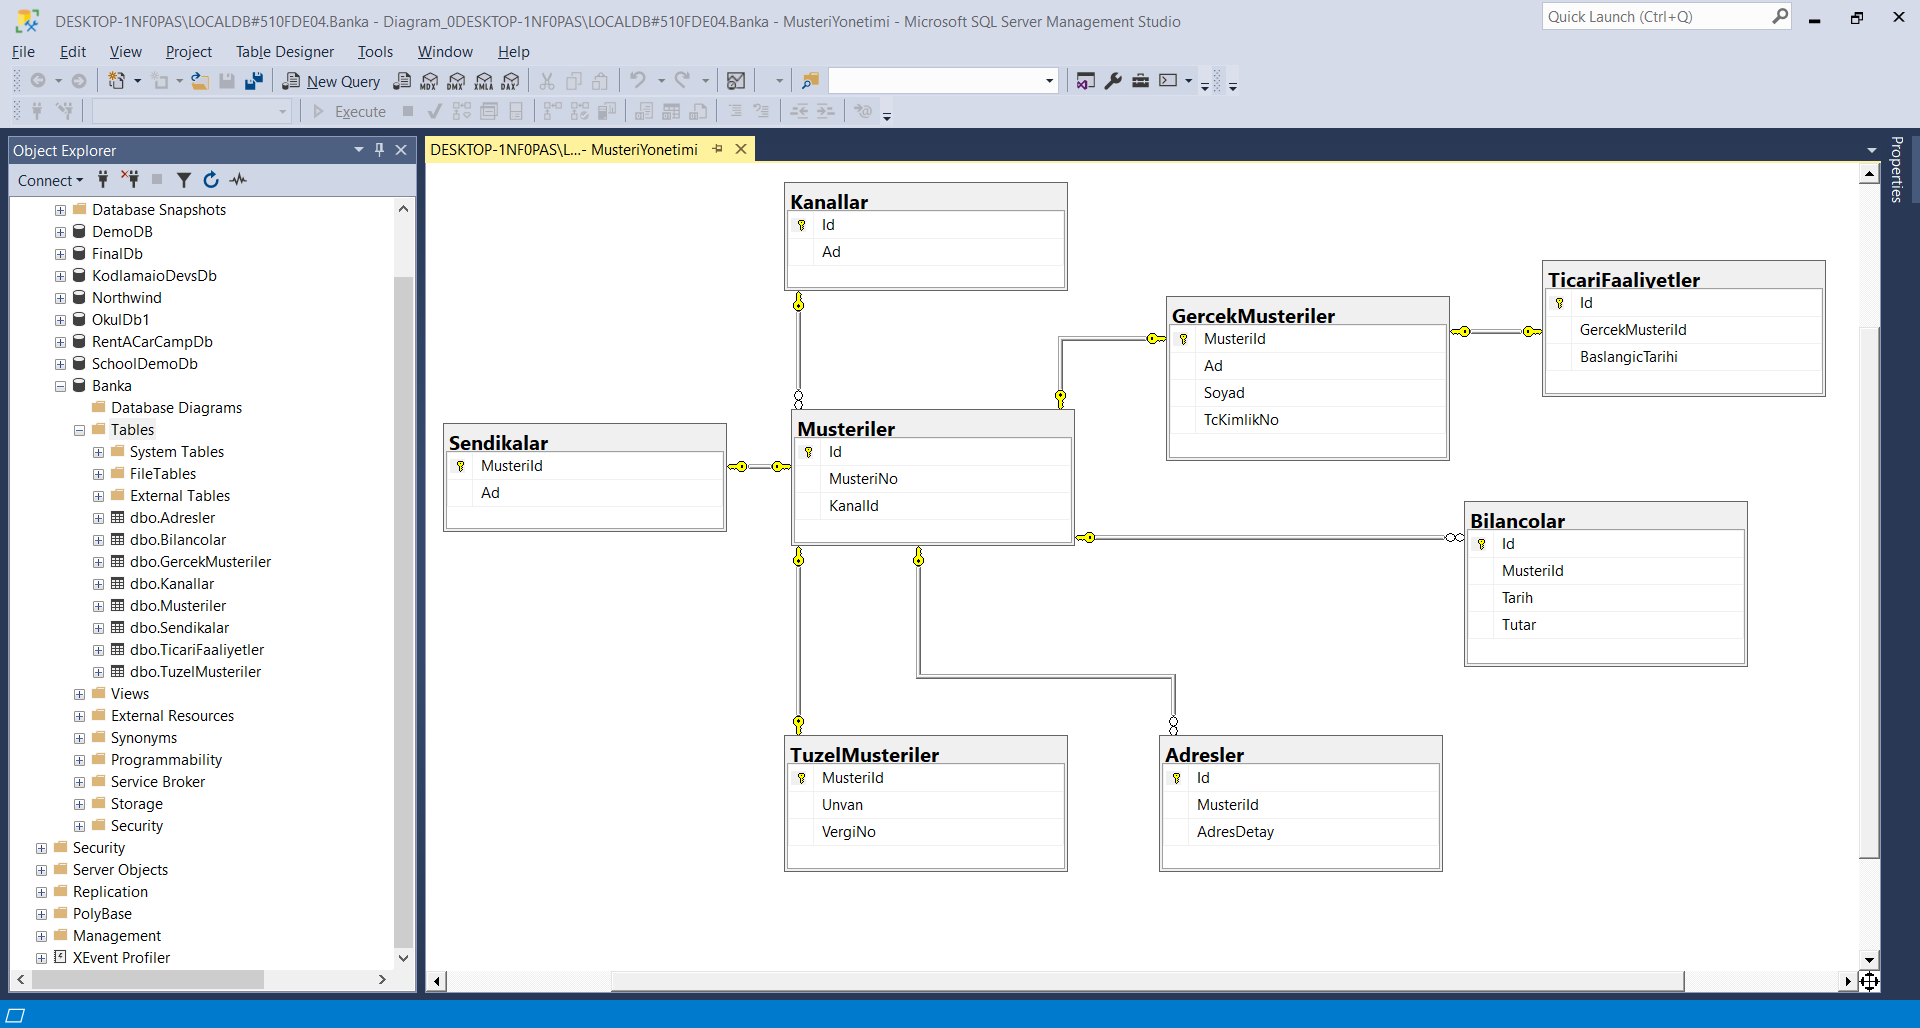 DESKTOP-1NF0PAS\LOCALDB#510FDE04.Banka - Diagram_0DESKTOP-1NF0PAS\LOCALDB#510FDE04.Banka - MusteriYonetimi - Microsoft SQL Server Management Studio
Quick Launch (Ctrl+Q)
File Edit View Project Table Designer Tools Window Help
New Query MDX DMX XMLA DAX
Execute
Object Explorer
Connect
Database Snapshots
DemoDB
FinalDb
KodlamaioDevsDb
Northwind
OkulDb1
RentACarCampDb
SchoolDemoDb
Banka
Database Diagrams
Tables
System Tables
FileTables
External Tables
dbo.Adresler
dbo.Bilancolar
dbo.GercekMusteriler
dbo.Kanallar
dbo.Musteriler
dbo.Sendikalar
dbo.TicariFaaliyetler
dbo.TuzelMusteriler
Views
External Resources
Synonyms
Programmability
Service Broker
Storage
Security
Security
Server Objects
Replication
PolyBase
Management
XEvent Profiler
DESKTOP-1NF0PAS\L...- MusteriYonetimi
Kanallar
Id
Ad
GercekMusteriler
MusteriId
Ad
Soyad
TcKimlikNo
TicariFaaliyetler
Id
GercekMusteriId
BaslangicTarihi
Sendikalar
MusteriId
Ad
Musteriler
Id
MusteriNo
KanalId
Bilancolar
Id
MusteriId
Tarih
Tutar
TuzelMusteriler
MusteriId
Unvan
VergiNo
Adresler
Id
MusteriId
AdresDetay
Properties